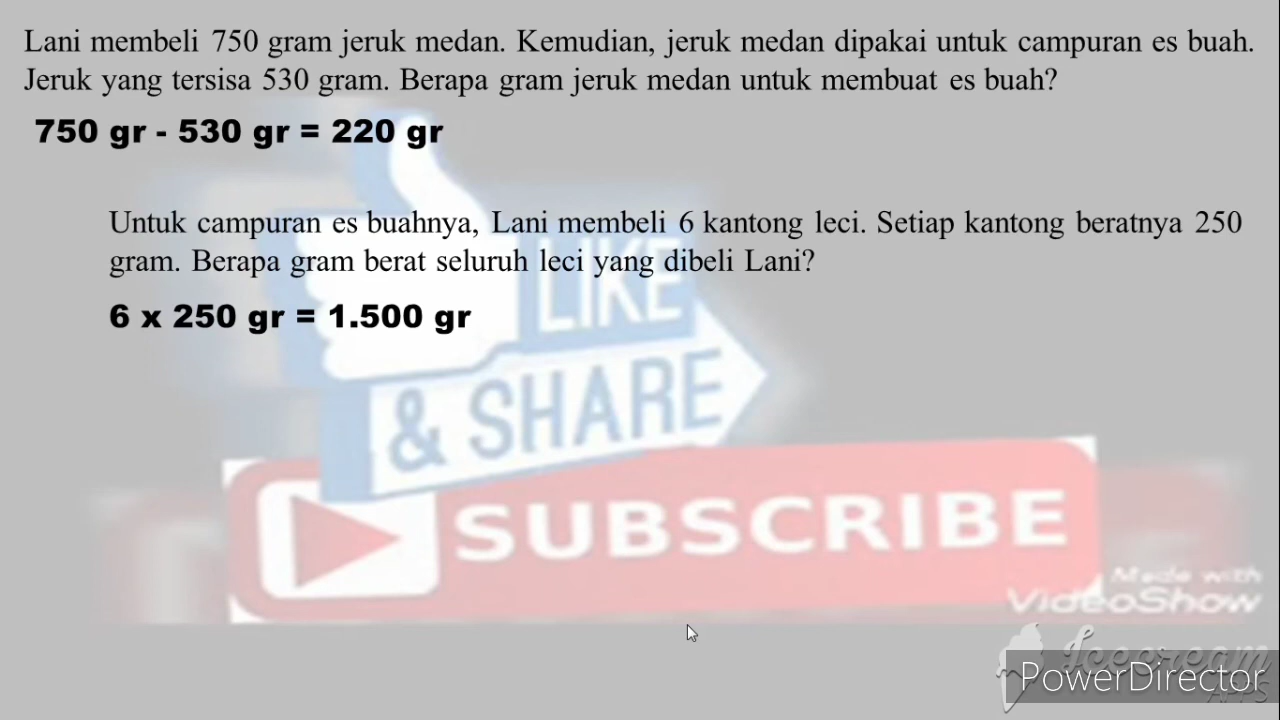 Lani membeli 750 gram jeruk medan. Kemudian, jeruk medan dipakai untuk campuran es buah.
Jeruk yang tersisa 530 gram. Berapa gram jeruk medan untuk membuat es buah?
750 gr - 530 gr = 220 gr
Untuk campuran es buahnya, Lani membeli 6 kantong leci. Setiap kantong beratnya 250
gram. Berapa gram berat seluruh leci yang dibeli Lani?
6 x 250 gr = 1.500 gr
LIKE
& SHARE
SUBSCRIBE
Made with
VideoShow
Icecream
APPS
PowerDirector